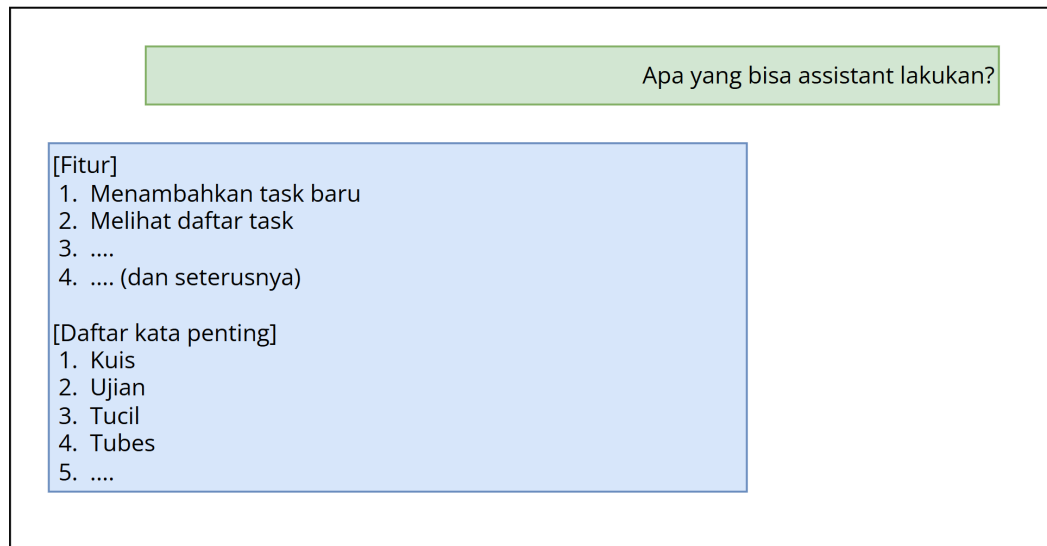 Apa yang bisa assistant lakukan?
[Fitur]
1. Menambahkan task baru
2. Melihat daftar task
3. ....
4. .... (dan seterusnya)
[Daftar kata penting]
1. Kuis
2. Ujian
3. Tucil
4. Tubes
5. ....